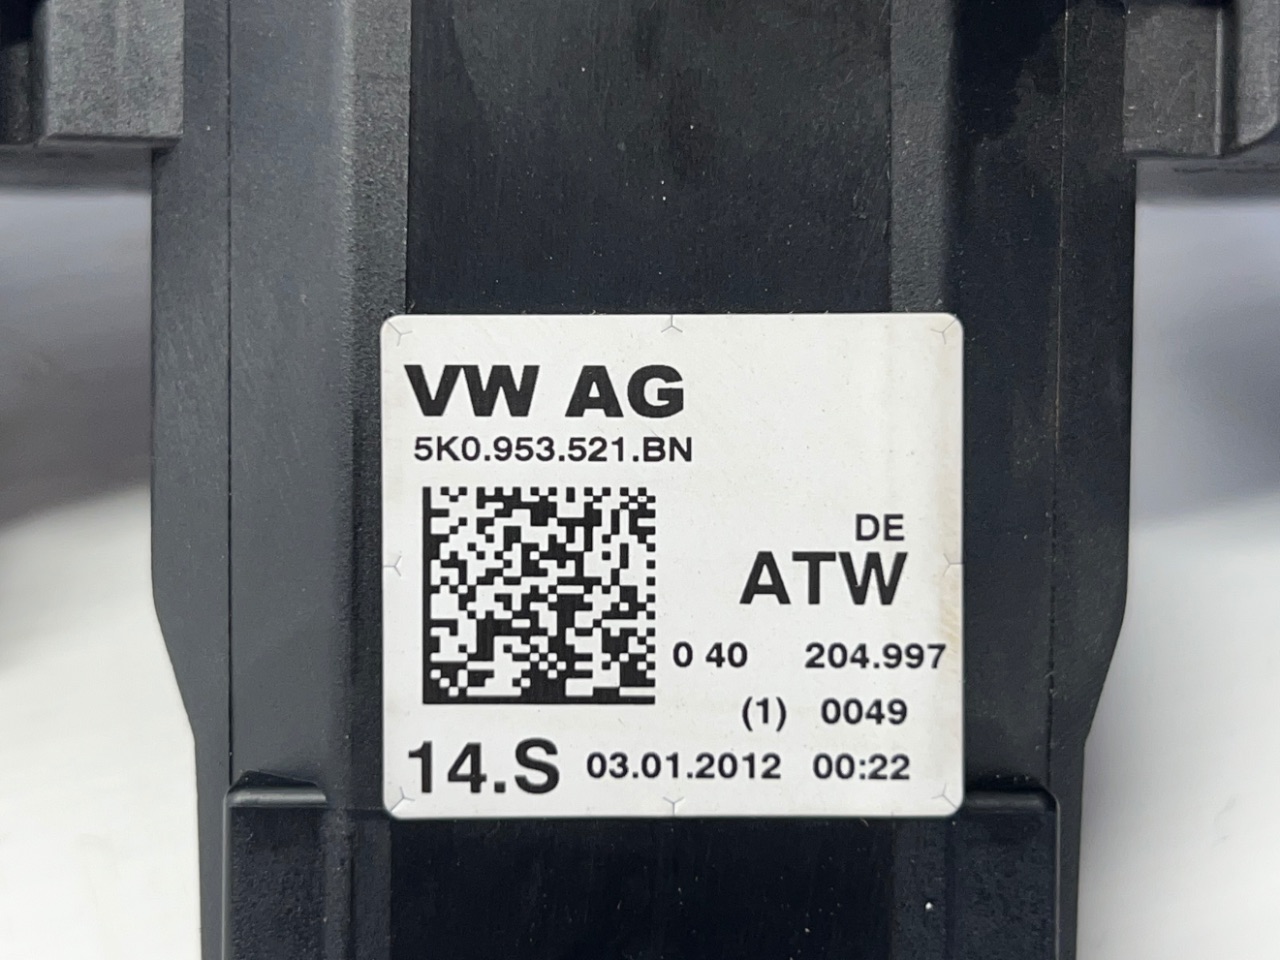 VW AG
5K0.953.521.BN
DE
ATW
0 40 204.997
(1) 0049
14.S 03.01.2012 00:22